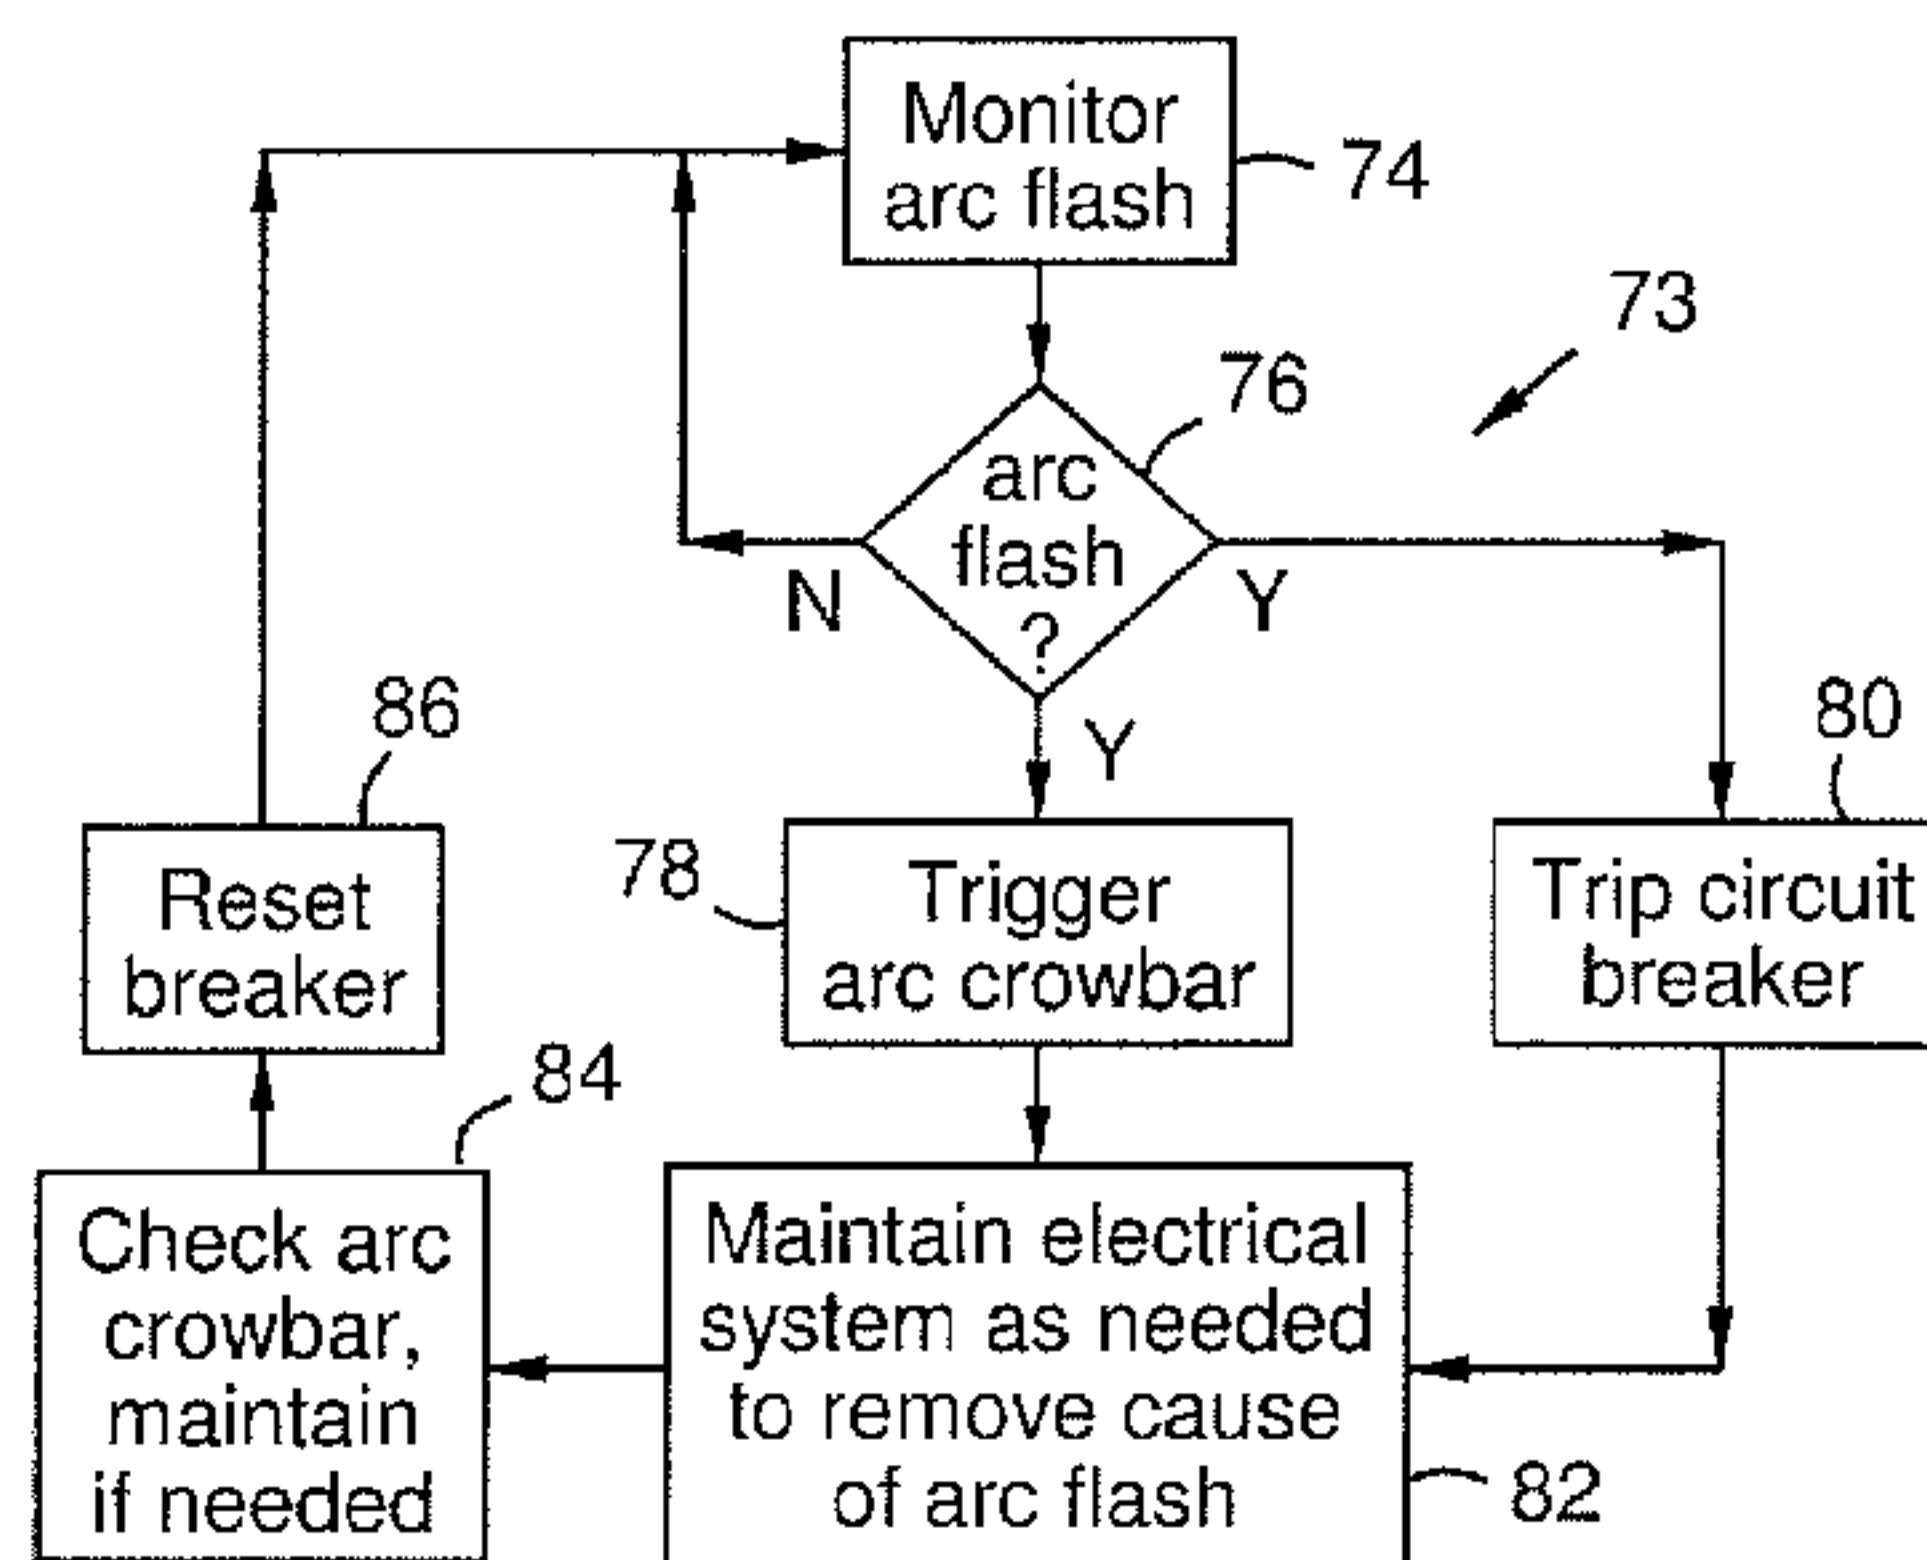 Monitor
arc flash
74
73
76
arc
flash
?
N
Y
Y
86
80
78
Reset
breaker
Trigger
arc crowbar
Trip circuit
breaker
84
Check arc
crowbar,
maintain
if needed
Maintain electrical
system as needed
to remove cause
of arc flash
82